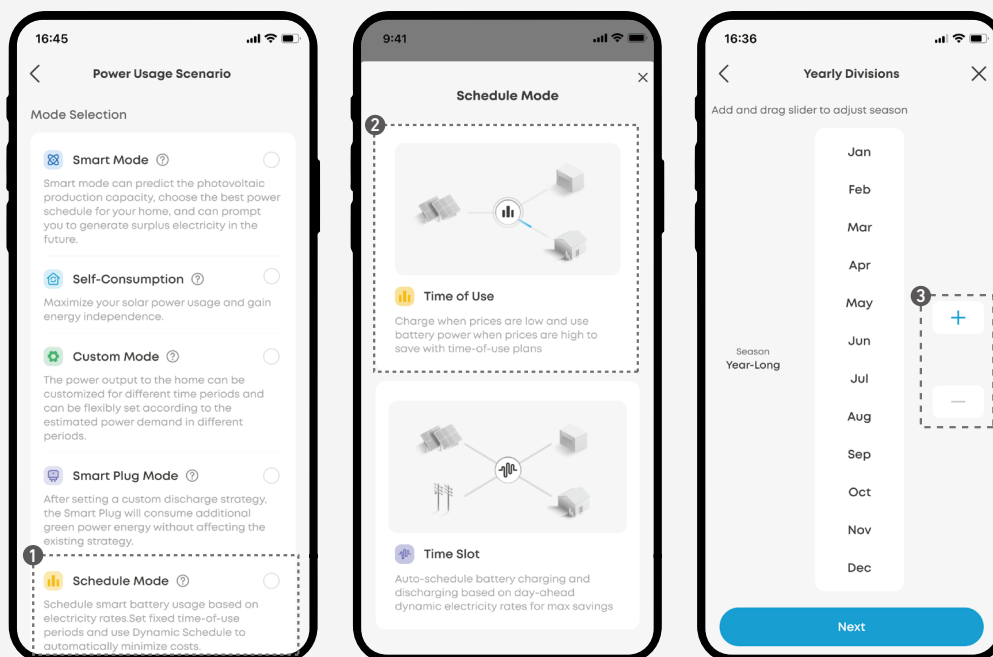 16:45
Power Usage Scenario
Mode Selection
Smart Mode ?
Smart mode can predict the photovoltaic
production capacity, choose the best power
schedule for your home, and can prompt
you to generate surplus electricity in the
future.
Self-Consumption ?
Maximize your solar power usage and gain
energy independence.
Custom Mode ?
The power output to the home can be
customized for different time periods and
can be flexibly set according to the
estimated power demand in different
periods.
Smart Plug Mode ?
After setting a custom discharge strategy,
the Smart Plug will consume additional
green power energy without affecting the
existing strategy.
1
Schedule Mode ?
Schedule smart battery usage based on
electricity rates.Set fixed time-of-use
periods and use Dynamic Schedule to
automatically minimize costs.
9:41
Schedule Mode
2
Time of Use
Charge when prices are low and use
battery power when prices are high to
save with time-of-use plans
Time Slot
Auto-schedule battery charging and
discharging based on day-ahead
dynamic electricity rates for max savings
16:36
Yearly Divisions
Add and drag slider to adjust season
Jan
Feb
Mar
Apr
May
Jun
Jul
Aug
Sep
Oct
Nov
Dec
Season
Year-Long
3
+
−
Next